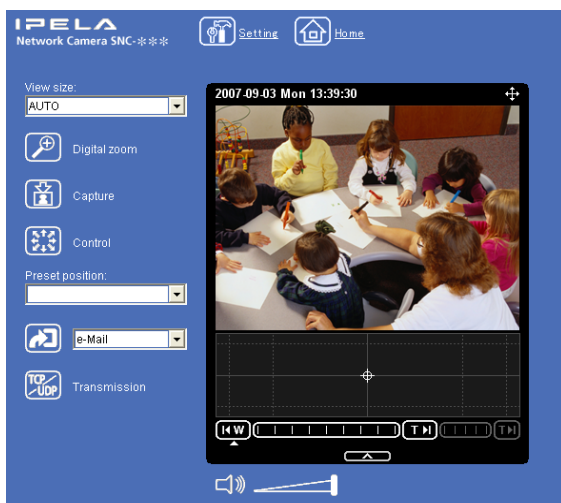 IPELA
Network Camera SNC-***
Setting
Home
View size:
AUTO
2007-09-03 Mon 13:39:30
Digital zoom
Capture
Control
Preset position:
e-Mail
TCP
/UDP
Transmission
W
T
T